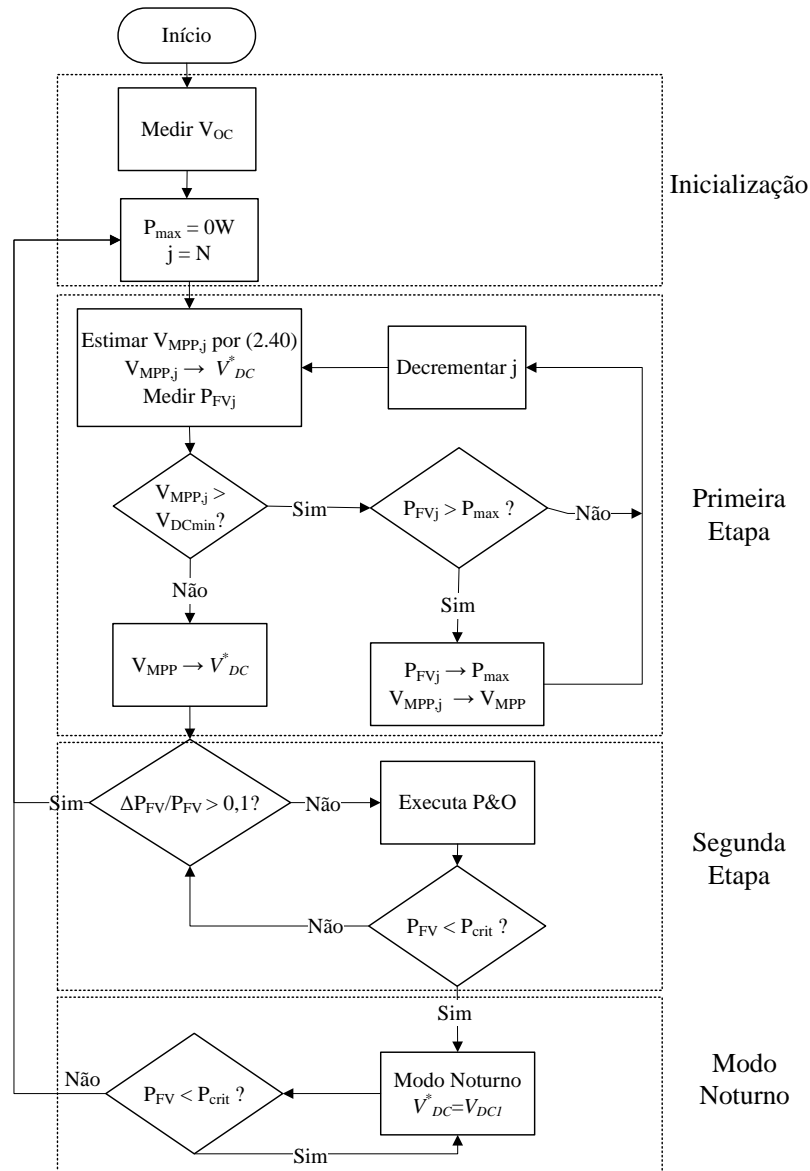 Início
Medir V_OC
Inicialização
P_max = 0W
j = N
Estimar V_MPP,j por (2.40)
V_MPP,j → V*_DC
Medir P_FVj
Decrementar j
V_MPP,j >
V_DCmin?
Sim
P_FVj > P_max ?
Não
Primeira
Etapa
Não
Sim
V_MPP → V*_DC
P_FVj → P_max
V_MPP,j → V_MPP
Sim
ΔP_FV/P_FV > 0,1?
Não
Executa P&O
Segunda
Etapa
Não
P_FV < P_crit ?
Sim
Não
P_FV < P_crit ?
Modo Noturno
V*_DC=V_DC1
Modo
Noturno
Sim